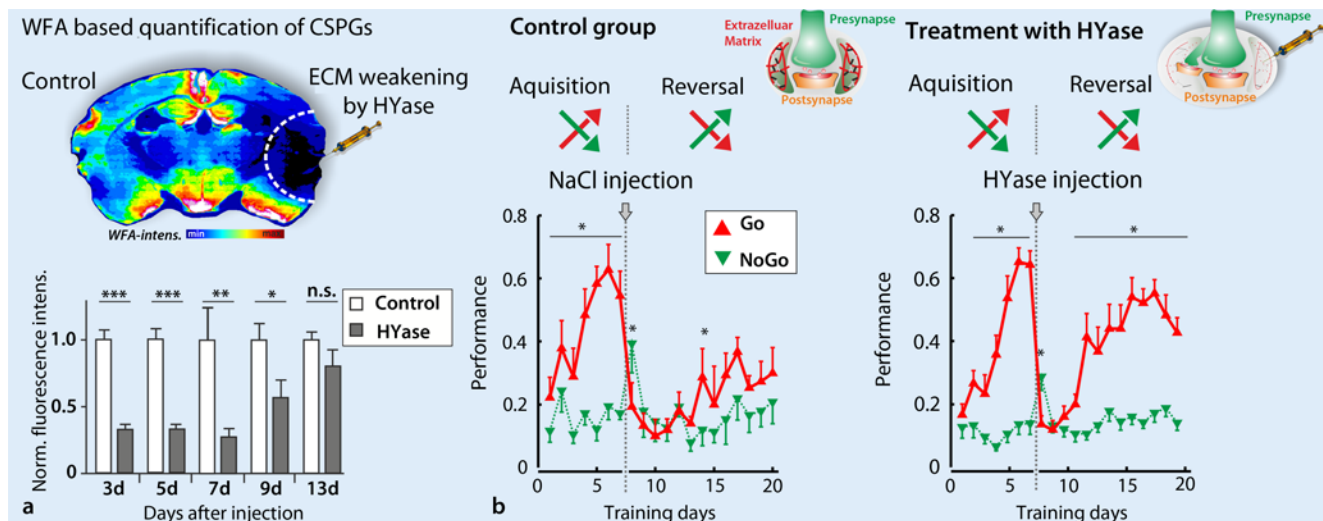 WFA based quantification of CSPGs
Control
ECM weakening
by HYase
WFA-intens.
min
max
Norm. fluorescence intens.
1.0
0.5
0
***
***
**
*
n.s.
Control
HYase
3d
5d
7d
9d
13d
Days after injection
a
Control group
Extrazelluar
Matrix
Presynapse
Postsynapse
Aquisition
Reversal
NaCl injection
Performance
0.8
0.6
0.4
0.2
0
*
*
*
Go
NoGo
0
5
10
15
20
Training days
b
Treatment with HYase
Presynapse
Postsynapse
Aquisition
Reversal
HYase injection
Performance
0.8
0.6
0.4
0.2
0
*
*
*
0
5
10
15
20
Training days